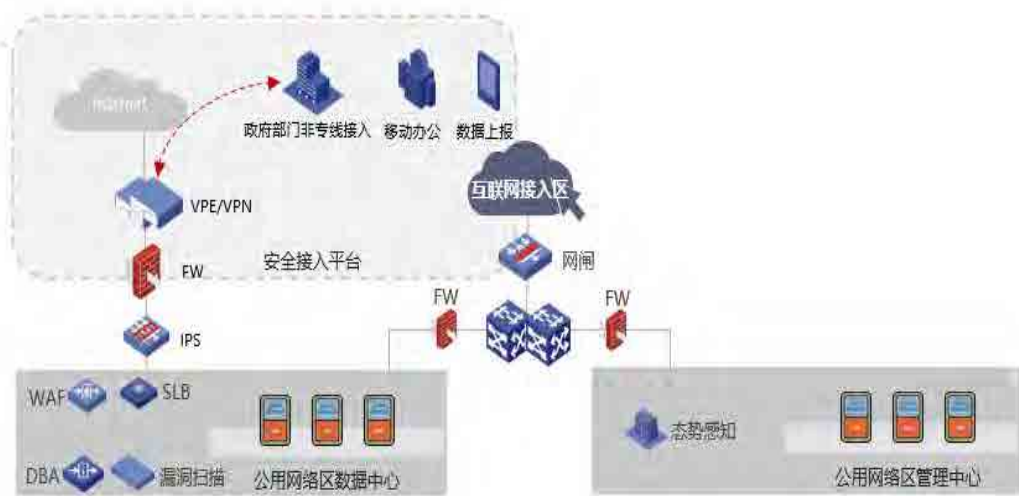 Internet
政府部门非专线接入
移动办公
数据上报
互联网接入区
VPE/VPN
安全接入平台
网闸
FW
FW
FW
IPS
WAF
SLB
态势感知
DBA
漏洞扫描
公用网络区数据中心
公用网络区管理中心